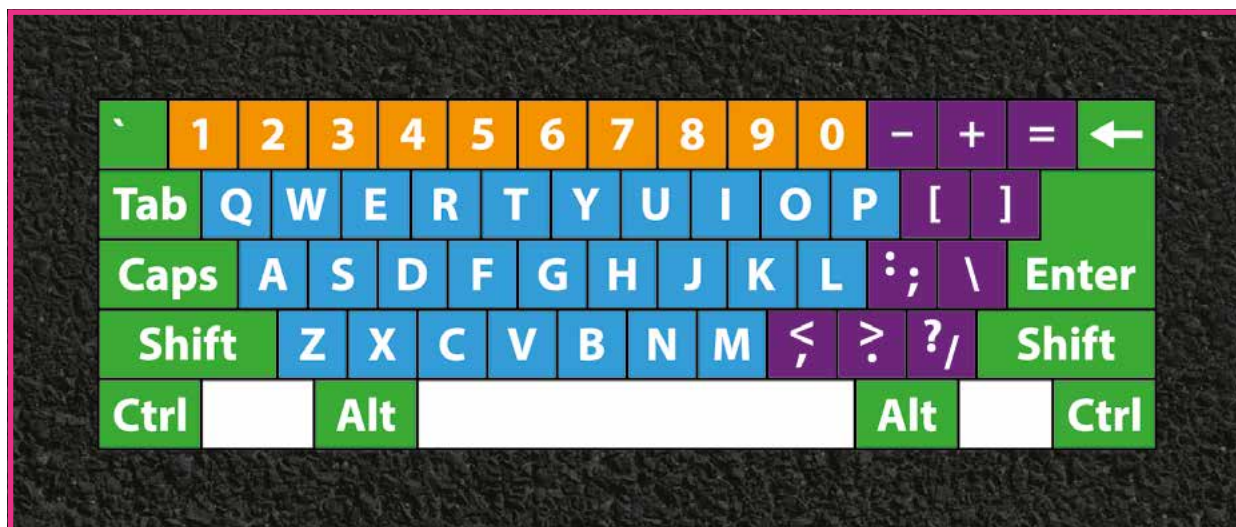 ` 1 2 3 4 5 6 7 8 9 0 - + = ←
Tab Q W E R T Y U I O P [ ]
Caps A S D F G H J K L : ; \ Enter
Shift Z X C V B N M < , > . ? / Shift
Ctrl Alt Alt Ctrl